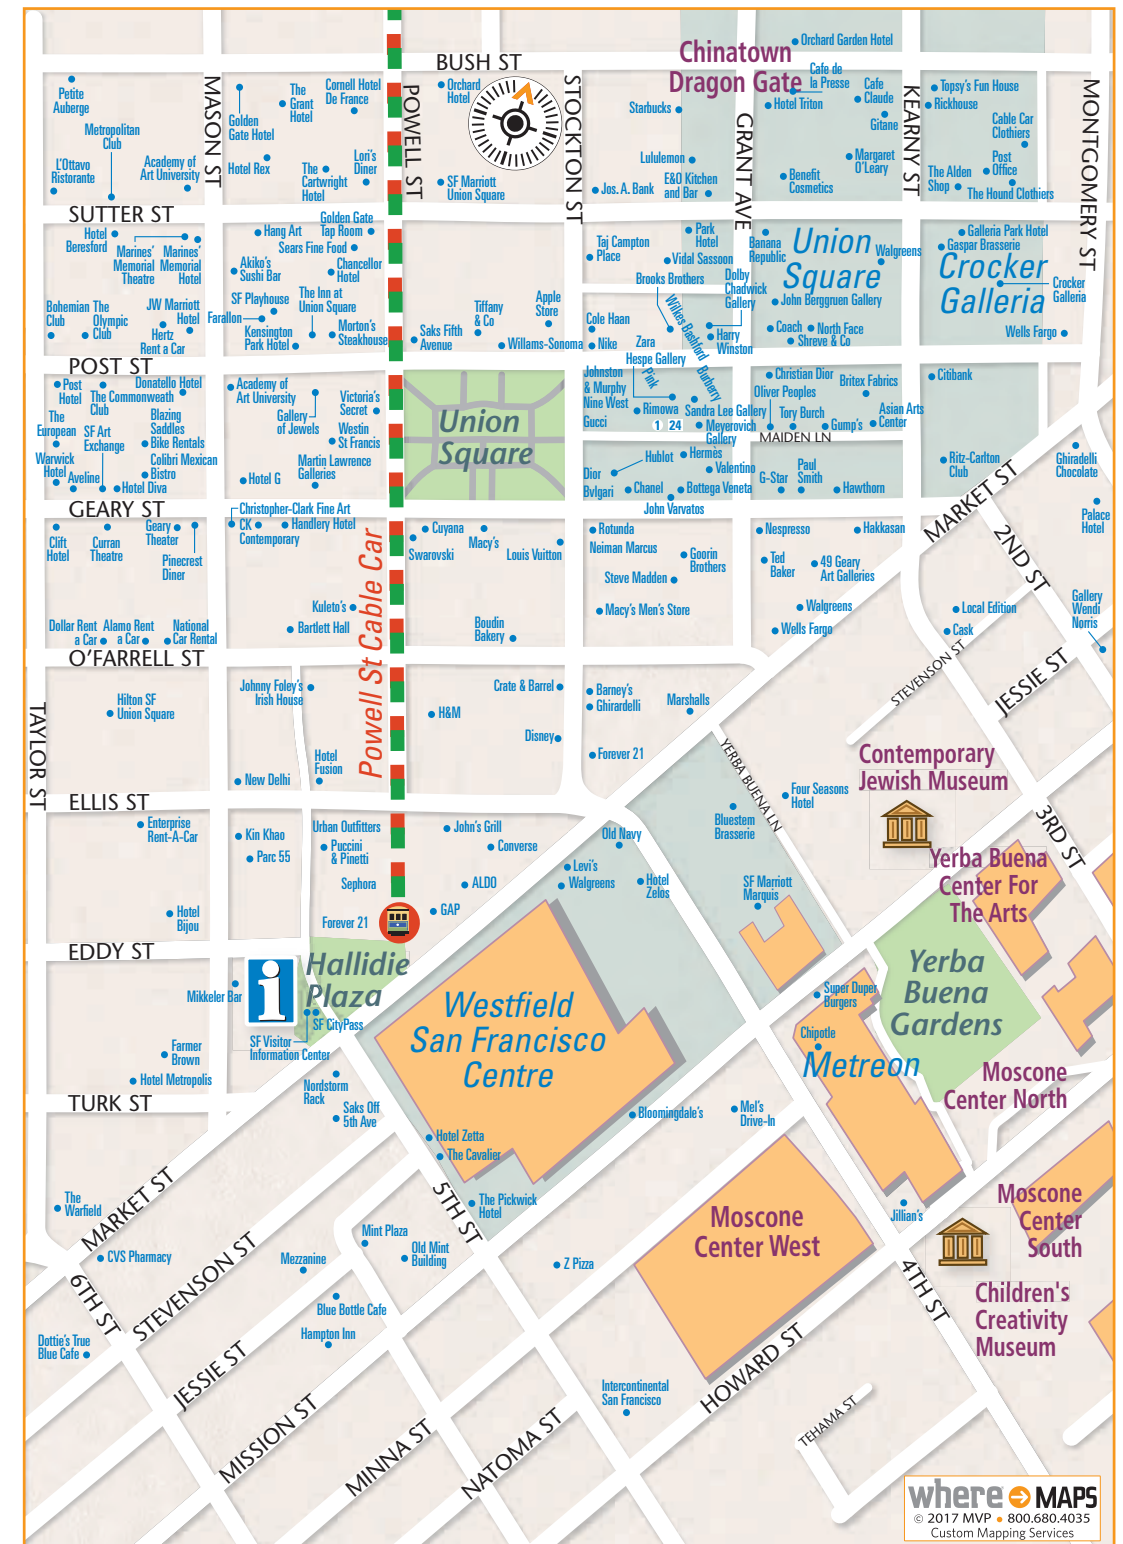 BUSH ST
Chinatown
Dragon Gate
Orchard Garden Hotel
Cafe de
la Presse
Hotel Triton
Cafe
Claude
Gitane
Topsy's Fun House
Rickhouse
Cable Car
Clothiers
Petite
Auberge
Metropolitan
Club
L'Ottavo
Ristorante
Academy of
Art University
MASON ST
Golden
Gate Hotel
The
Grant
Hotel
Cornell Hotel
De France
Hotel Rex
The
Cartwright
Hotel
Lori's
Diner
POWELL ST
Orchard
Hotel
SF Marriott
Union Square
STOCKTON ST
Starbucks
Lululemon
Jos. A. Bank
E&O Kitchen
and Bar
GRANT AVE
Benefit
Cosmetics
Margaret
O'Leary
KEARNY ST
The Alden
Shop
Post
Office
The Hound Clothiers
MONTGOMERY ST
SUTTER ST
Hotel
Beresford
Marines'
Memorial
Theatre
Marines'
Memorial
Hotel
Bohemian
Club
The
Olympic
Club
JW Marriott
Hotel
Hertz
Rent a Car
Hang Art
Golden Gate
Tap Room
Sears Fine Food
Akiko's
Sushi Bar
Chancellor
Hotel
SF Playhouse
Farallon
The Inn at
Union Square
Kensington
Park Hotel
Morton's
Steakhouse
Saks Fifth
Avenue
Tiffany
& Co
Apple
Store
Willams-Sonoma
Taj Campton
Place
Park
Hotel
Vidal Sassoon
Brooks Brothers
Dolby
Chadwick
Gallery
Cole Haan
Nike
Zara
Wilkes Bashford
Harry
Winston
Burberry
Banana
Republic
Union
Square
Walgreens
John Berggruen Gallery
Coach
North Face
Shreve & Co
Galleria Park Hotel
Gaspar Brasserie
Crocker
Galleria
Crocker
Galleria
Wells Fargo
POST ST
Post
Hotel
The Commonweath
Club
Donatello Hotel
The
European
SF Art
Exchange
Blazing
Saddles
Bike Rentals
Warwick
Hotel
Aveline
Colibri Mexican
Bistro
Hotel Diva
Academy of
Art University
Gallery
of Jewels
Victoria's
Secret
Westin
St Francis
Martin Lawrence
Galleries
Hotel G
Union
Square
Hespe Gallery
Johnston
& Murphy
Nine West
Gucci
Pink
Rimowa
1 24
Sandra Lee Gallery
Meyerovich
Gallery
Christian Dior
Oliver Peoples
Britex Fabrics
Tory Burch
Gump's
Asian Arts
Center
MAIDEN LN
Citibank
Ritz-Carlton
Club
Hublot
Hermès
Dior
Valentino
Bvlgari
Chanel
Bottega Veneta
G-Star
Paul
Smith
Hawthorn
John Varvatos
Ghiradelli
Chocolate
Palace
Hotel
GEARY ST
Clift
Hotel
Curran
Theatre
Geary
Theater
Pinecrest
Diner
Christopher-Clark Fine Art
CK
Contemporary
Handlery Hotel
Kuleto's
Bartlett Hall
Dollar Rent
a Car
Alamo Rent
a Car
National
Car Rental
Powell St Cable Car
Cuyana
Swarovski
Macy's
Louis Vuitton
Boudin
Bakery
Rotunda
Neiman Marcus
Goorin
Brothers
Steve Madden
Macy's Men's Store
Nespresso
Hakkasan
Ted
Baker
49 Geary
Art Galleries
Walgreens
Wells Fargo
MARKET ST
2ND ST
Local Edition
Cask
Gallery
Wendi
Norris
STEVENSON ST
JESSIE ST
O'FARRELL ST
Hilton SF
Union Square
TAYLOR ST
Johnny Foley's
Irish House
Hotel
Fusion
New Delhi
Crate & Barrel
H&M
Disney
Barney's
Ghirardelli
Marshalls
Forever 21
YERBA BUENA LN
Four Seasons
Hotel
Bluestem
Brasserie
Contemporary
Jewish Museum
3RD ST
ELLIS ST
Enterprise
Rent-A-Car
Kin Khao
Parc 55
Urban Outfitters
Puccini
& Pinetti
Sephora
Forever 21
John's Grill
Converse
ALDO
GAP
Old Navy
Levi's
Walgreens
Hotel
Zelos
SF Marriott
Marquis
Yerba Buena
Center For
The Arts
Hotel
Bijou
EDDY ST
Mikkeler Bar
i
Hallidie
Plaza
SF CityPass
SF Visitor
Information Center
Farmer
Brown
Hotel Metropolis
Westfield
San Francisco
Centre
Super Duper
Burgers
Chipotle
Metreon
Yerba
Buena
Gardens
Moscone
Center North
TURK ST
Nordstorm
Rack
Saks Off
5th Ave
Hotel Zetta
The Cavalier
Bloomingdale's
Mel's
Drive-In
The
Warfield
MARKET ST
CVS Pharmacy
STEVENSON ST
6TH ST
5TH ST
The Pickwick
Hotel
Mint Plaza
Old Mint
Building
Mezzanine
Z Pizza
Moscone
Center West
Jillian's
Moscone
Center
South
4TH ST
Children's
Creativity
Museum
Blue Bottle Cafe
Hampton Inn
Dottie's True
Blue Cafe
JESSIE ST
MISSION ST
MINNA ST
NATOMA ST
Intercontinental
San Francisco
HOWARD ST
TEHAMA ST
where MAPS
© 2017 MVP • 800.680.4035
Custom Mapping Services